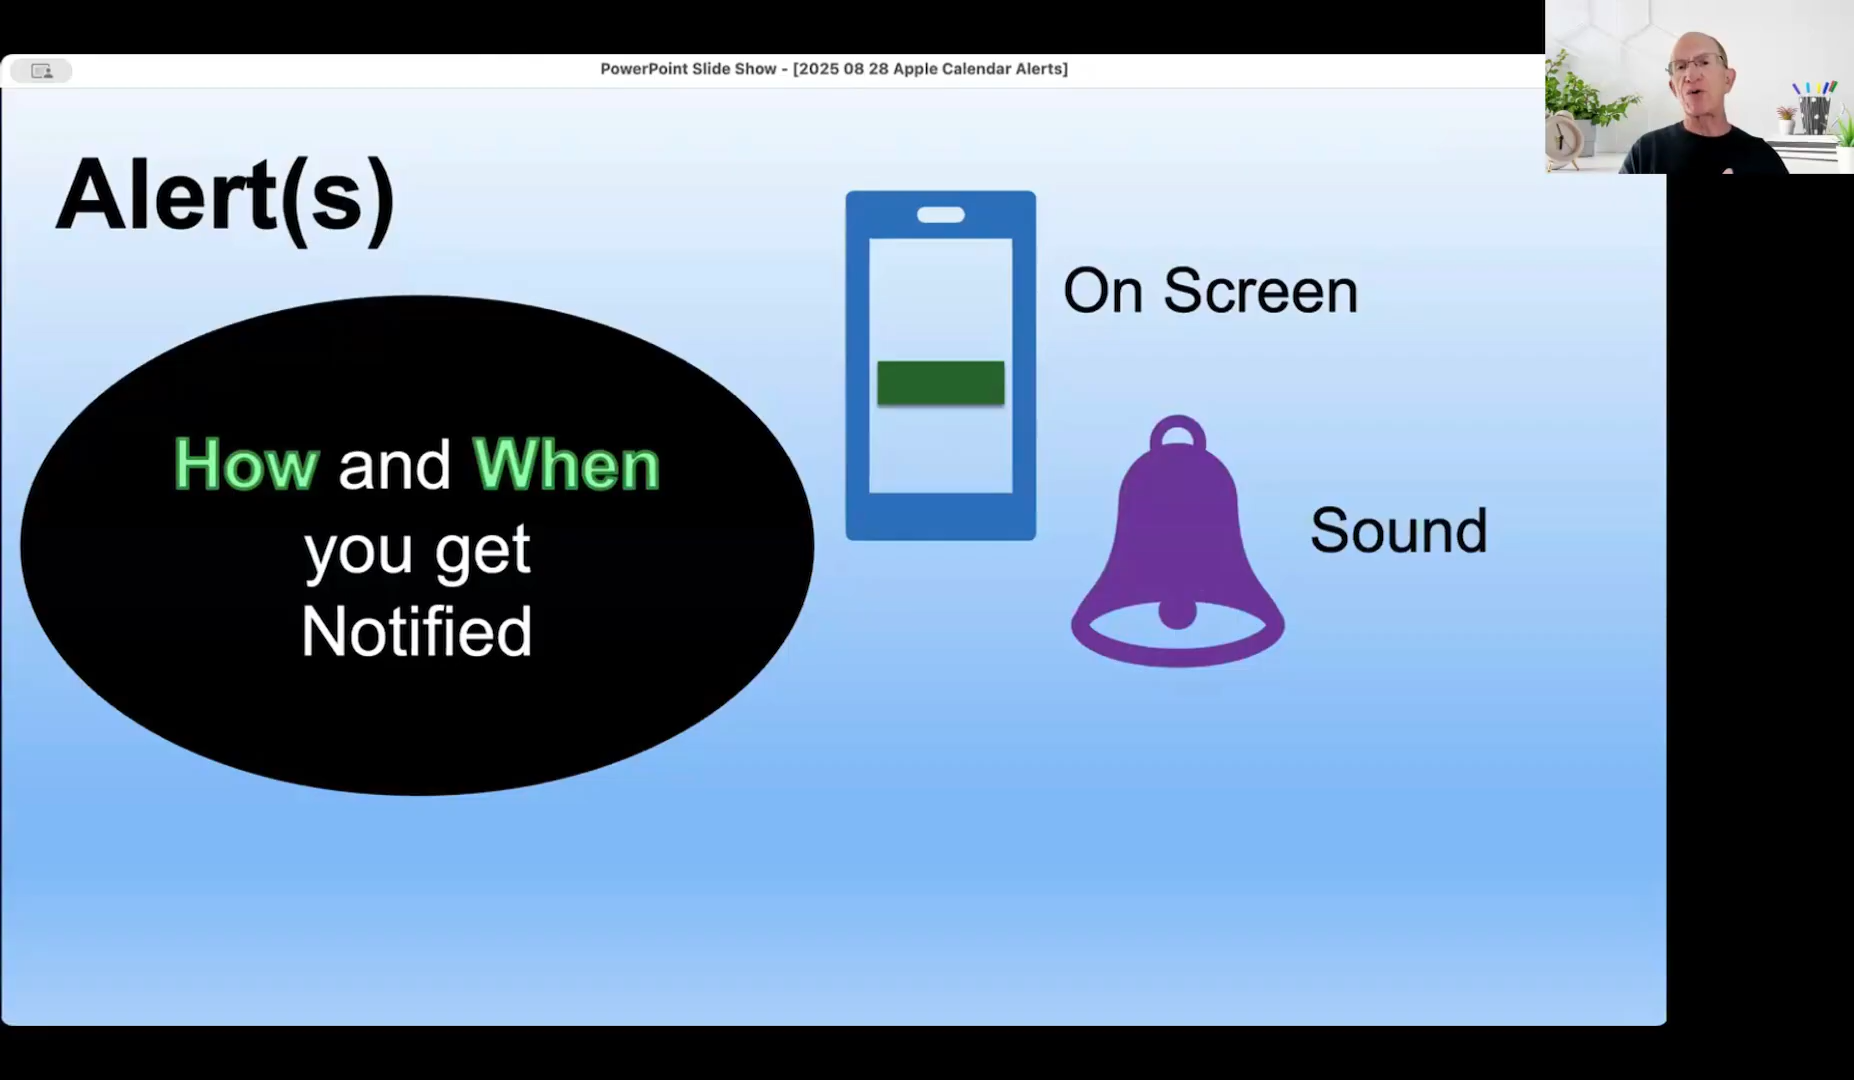 PowerPoint Slide Show - [2025 08 28 Apple Calendar Alerts]
Alert(s)
How and When
you get
Notified
On Screen
Sound